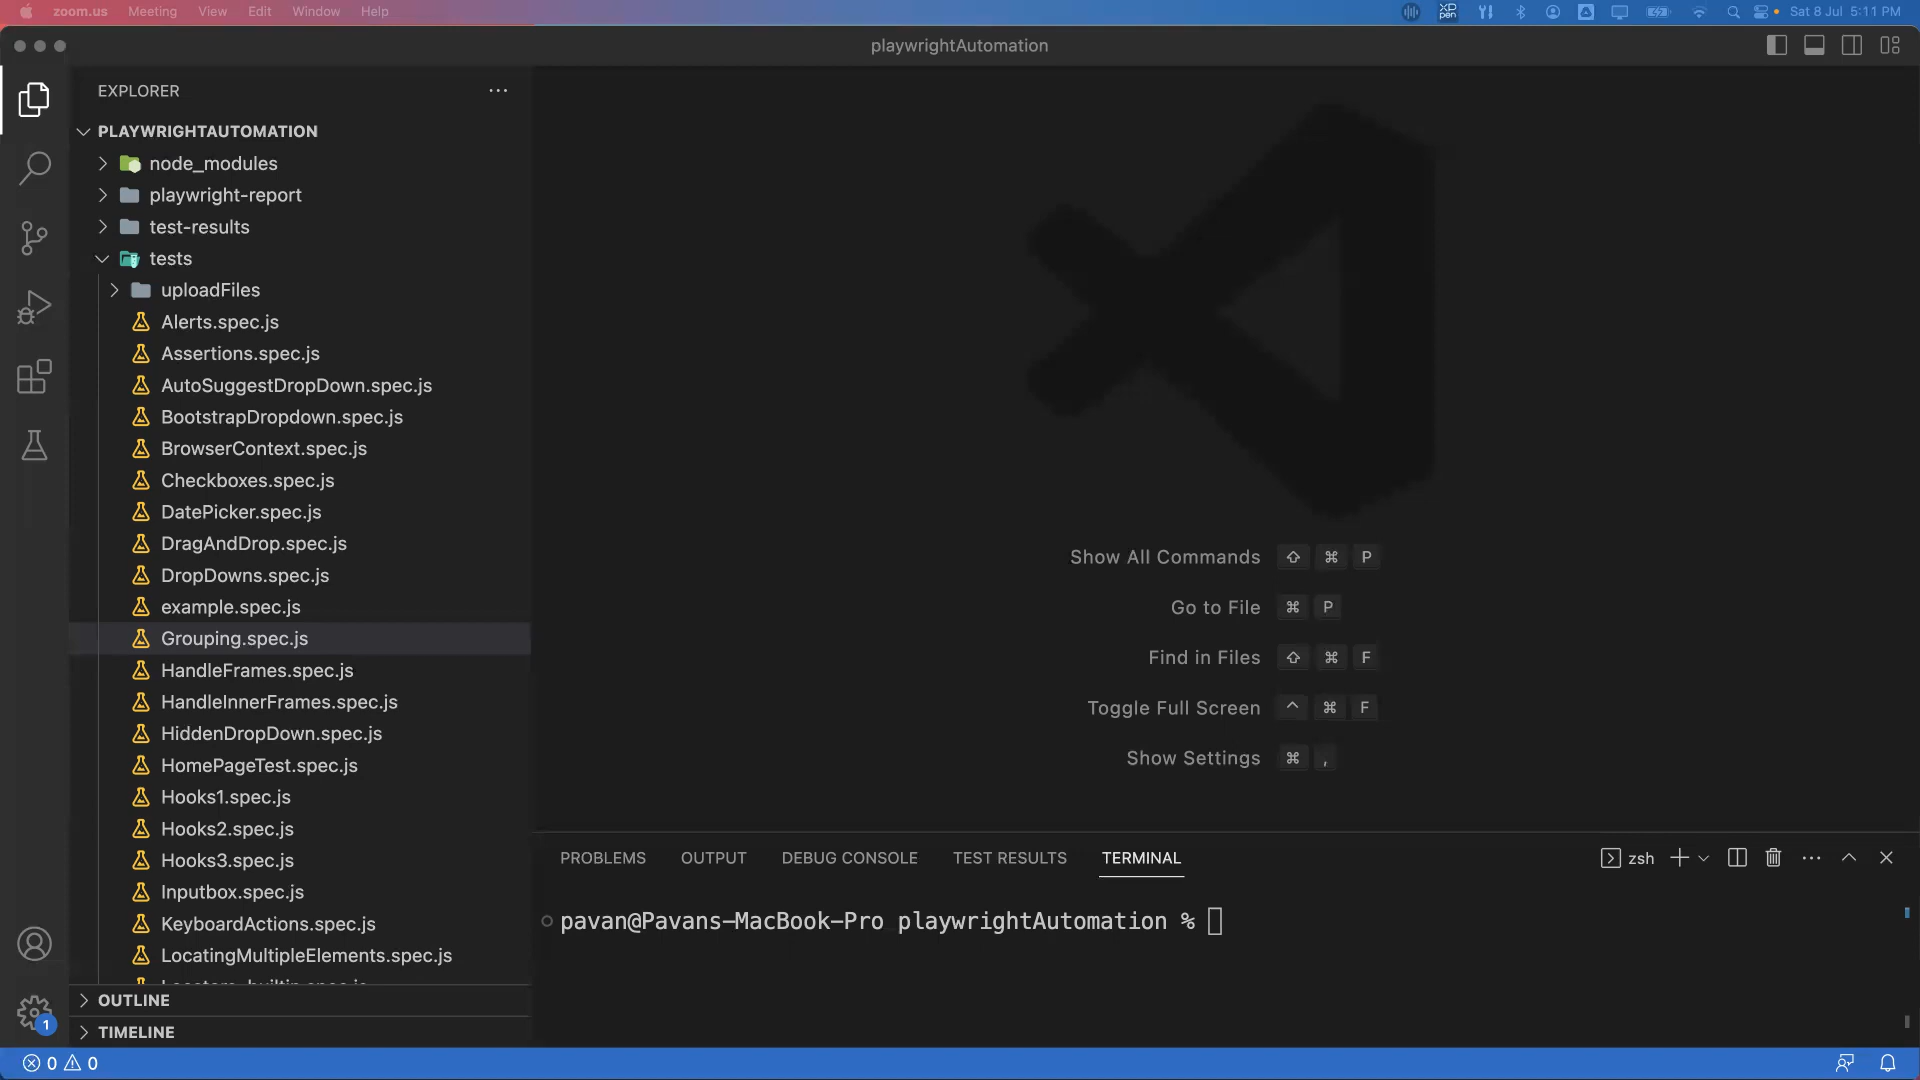 zoom.us Meeting View Edit Window Help
XD pen
Sat 8 Jul 5:11 PM
playwrightAutomation
EXPLORER
PLAYWRIGHTAUTOMATION
node_modules
playwright-report
test-results
tests
uploadFiles
Alerts.spec.js
Assertions.spec.js
AutoSuggestDropDown.spec.js
BootstrapDropdown.spec.js
BrowserContext.spec.js
Checkboxes.spec.js
DatePicker.spec.js
DragAndDrop.spec.js
DropDowns.spec.js
example.spec.js
Grouping.spec.js
HandleFrames.spec.js
HandleInnerFrames.spec.js
HiddenDropDown.spec.js
HomePageTest.spec.js
Hooks1.spec.js
Hooks2.spec.js
Hooks3.spec.js
Inputbox.spec.js
KeyboardActions.spec.js
LocatingMultipleElements.spec.js
OUTLINE
TIMELINE
Show All Commands ⇧ ⌘ P
Go to File ⌘ P
Find in Files ⇧ ⌘ F
Toggle Full Screen ^ ⌘ F
Show Settings ⌘ ,
PROBLEMS OUTPUT DEBUG CONSOLE TEST RESULTS TERMINAL
zsh
pavan@Pavans-MacBook-Pro playwrightAutomation %
1
0 0